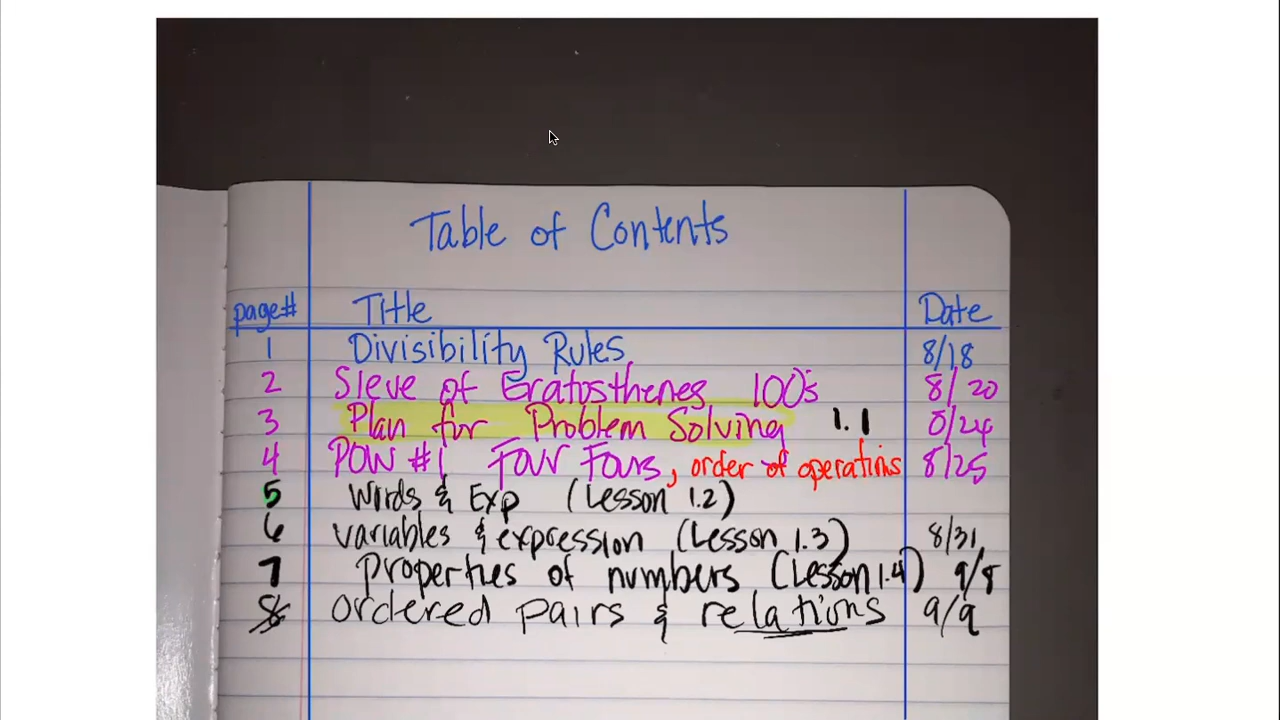 Table of Contents
page# Title Date
1 Divisibility Rules 8/18
2 Sieve of Eratosthenes 100's 8/20
3 Plan for Problem Solving 1.1 8/24
4 POW #1 Four Fours, order of operations 8/25
5 Words & Exp (Lesson 1.2)
6 variables & expression (Lesson 1.3) 8/31
7 properties of numbers (Lesson 1.4) 9/8
8 ordered pairs & relations 9/9